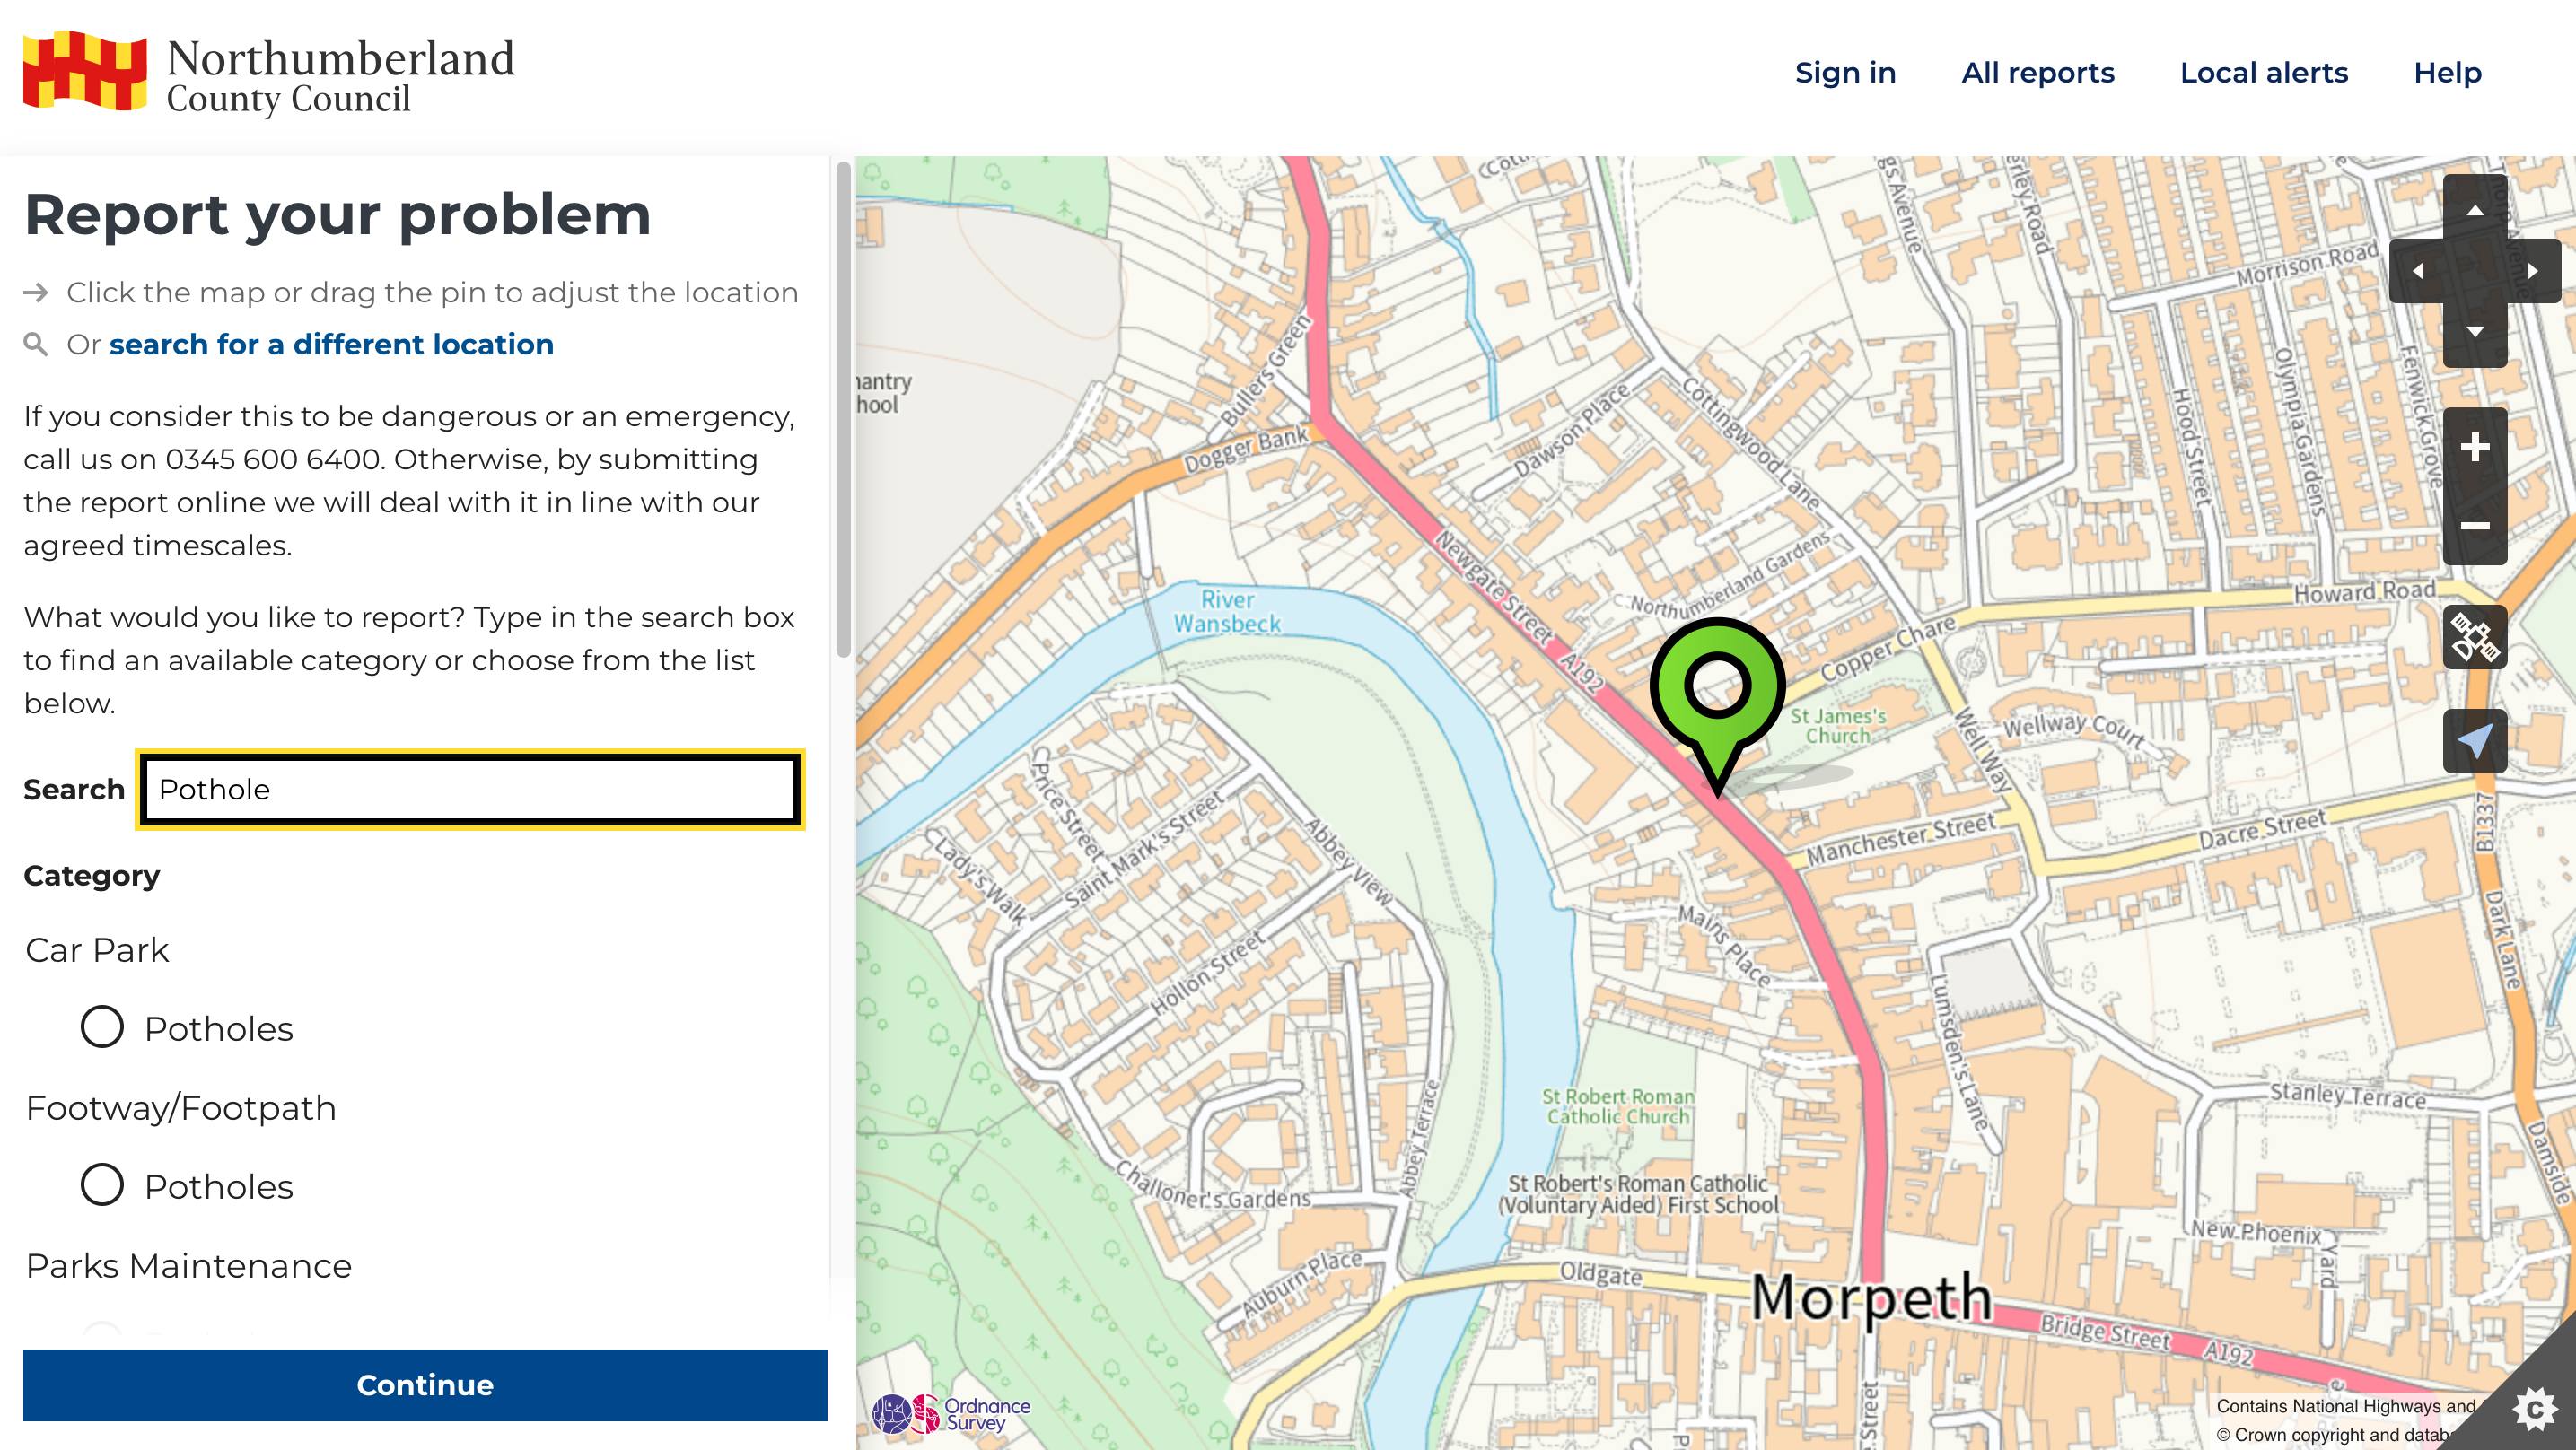 Northumberland
County Council
Sign in
All reports
Local alerts
Help
Report your problem
Click the map or drag the pin to adjust the location
Or search for a different location
If you consider this to be dangerous or an emergency,
call us on 0345 600 6400. Otherwise, by submitting
the report online we will deal with it in line with our
agreed timescales.
What would you like to report? Type in the search box
to find an available category or choose from the list
below.
Search
Pothole
Category
Car Park
Potholes
Footway/Footpath
Potholes
Parks Maintenance
Continue
Morrison Road
Bullers Green
Dogger Bank
Dawson Place
Cottingwood Lane
Hood Street
Olympia Gardens
Fenwick Grove
Newgate Street
A192
Northumberland Gardens
Howard Road
River
Wansbeck
Copper Chare
St James's
Church
Well Way
Wellway Court
Price Street
Saint Mark's Street
Lady's Walk
Abbey View
Manchester Street
Dacre Street
B1337
Dark Lane
Mains Place
Hollon Street
Lumsden's Lane
St Robert Roman
Catholic Church
Abbey Terrace
Stanley Terrace
Damside
Challoner's Gardens
St Robert's Roman Catholic
(Voluntary Aided) First School
New Phoenix Yard
Auburn Place
Oldgate
Morpeth
Bridge Street
A192
Ordnance
Survey
Contains National Highways and
© Crown copyright and databa